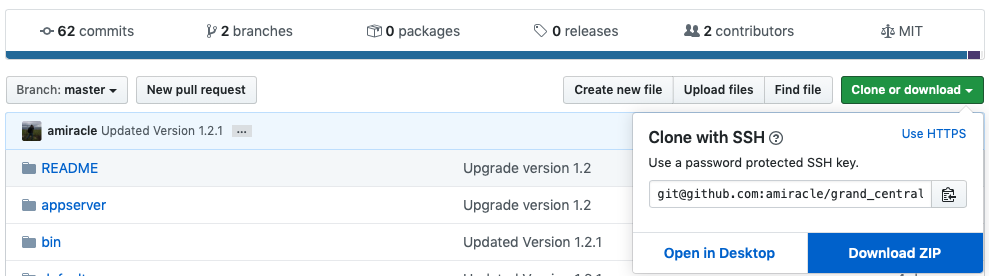 62 commits 2 branches 0 packages 0 releases 2 contributors MIT
Branch: master New pull request Create new file Upload files Find file Clone or download
amiracle Updated Version 1.2.1 ...
Clone with SSH ? Use HTTPS
README Upgrade version 1.2
Use a password protected SSH key.
git@github.com:amiracle/grand_central
appserver Upgrade version 1.2
bin Updated Version 1.2.1
Open in Desktop Download ZIP